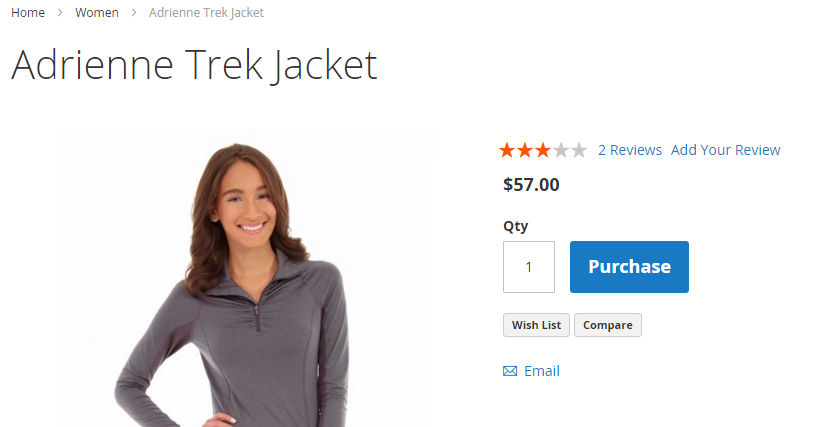 Home > Women > Adrienne Trek Jacket
Adrienne Trek Jacket
2 Reviews Add Your Review
$57.00
Qty
1 Purchase
Wish List Compare
Email